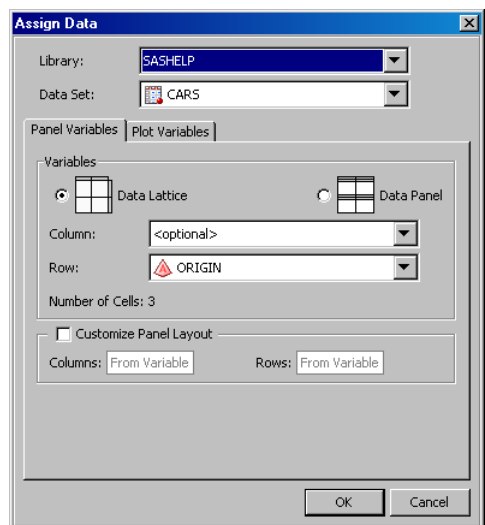 Assign Data
Library: SASHELP
Data Set: CARS
Panel Variables Plot Variables
Variables
Data Lattice Data Panel
Column: <optional>
Row: ORIGIN
Number of Cells: 3
Customize Panel Layout
Columns: From Variable Rows: From Variable
OK Cancel